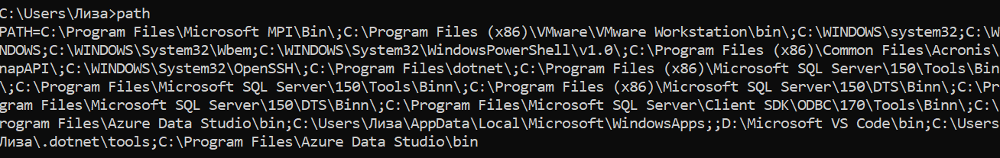 C:\Users\Лиза>path
PATH=C:\Program Files\Microsoft MPI\Bin\;C:\Program Files (x86)\VMware\VMware Workstation\bin\;C:\WINDOWS\system32;C:\W
NDOWS;C:\WINDOWS\System32\Wbem;C:\WINDOWS\System32\WindowsPowerShell\v1.0\;C:\Program Files (x86)\Common Files\Acronis\
napAPI\;C:\WINDOWS\System32\OpenSSH\;C:\Program Files\dotnet\;C:\Program Files (x86)\Microsoft SQL Server\150\Tools\Bin
\;C:\Program Files\Microsoft SQL Server\150\Tools\Binn\;C:\Program Files (x86)\Microsoft SQL Server\150\DTS\Binn\;C:\Pr
gram Files\Microsoft SQL Server\150\DTS\Binn\;C:\Program Files\Microsoft SQL Server\Client SDK\ODBC\170\Tools\Binn\;C:\
rogram Files\Azure Data Studio\bin;C:\Users\Лиза\AppData\Local\Microsoft\WindowsApps;;D:\Microsoft VS Code\bin;C:\Users
Лиза\.dotnet\tools;C:\Program Files\Azure Data Studio\bin